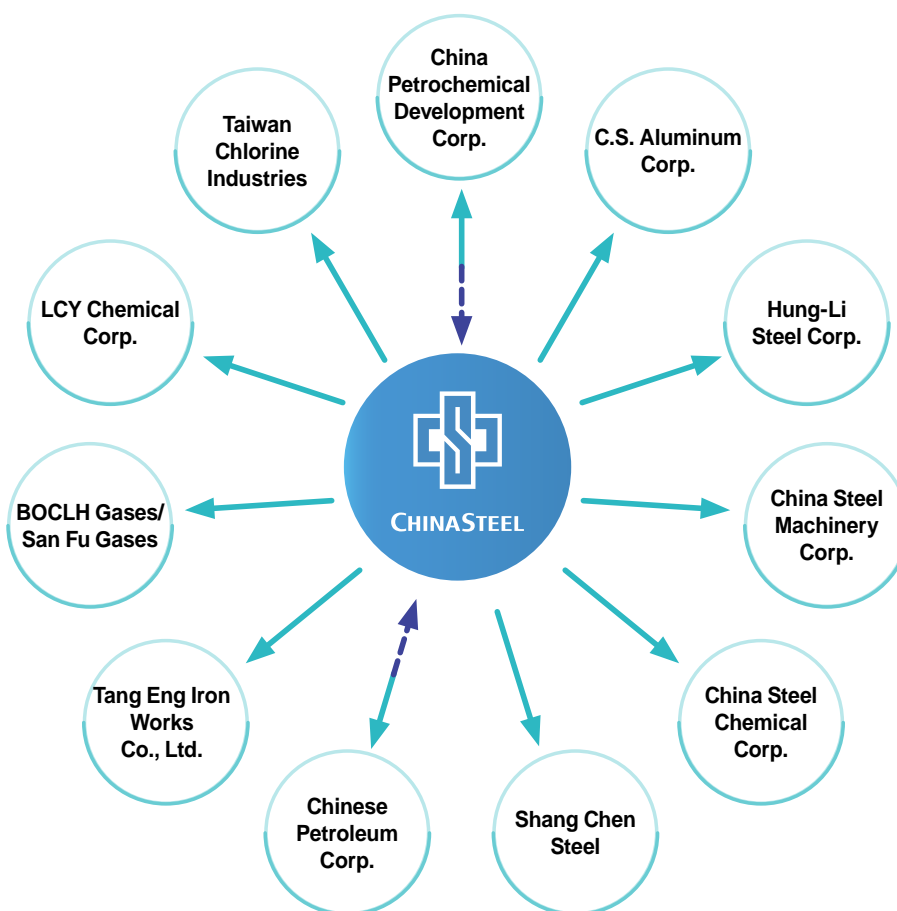 China
Petrochemical
Development
Corp.
C.S. Aluminum
Corp.
Taiwan
Chlorine
Industries
LCY Chemical
Corp.
Hung-Li
Steel Corp.
BOCLH Gases/
San Fu Gases
CHINASTEEL
China Steel
Machinery
Corp.
Tang Eng Iron
Works
Co., Ltd.
China Steel
Chemical
Corp.
Chinese
Petroleum
Corp.
Shang Chen
Steel